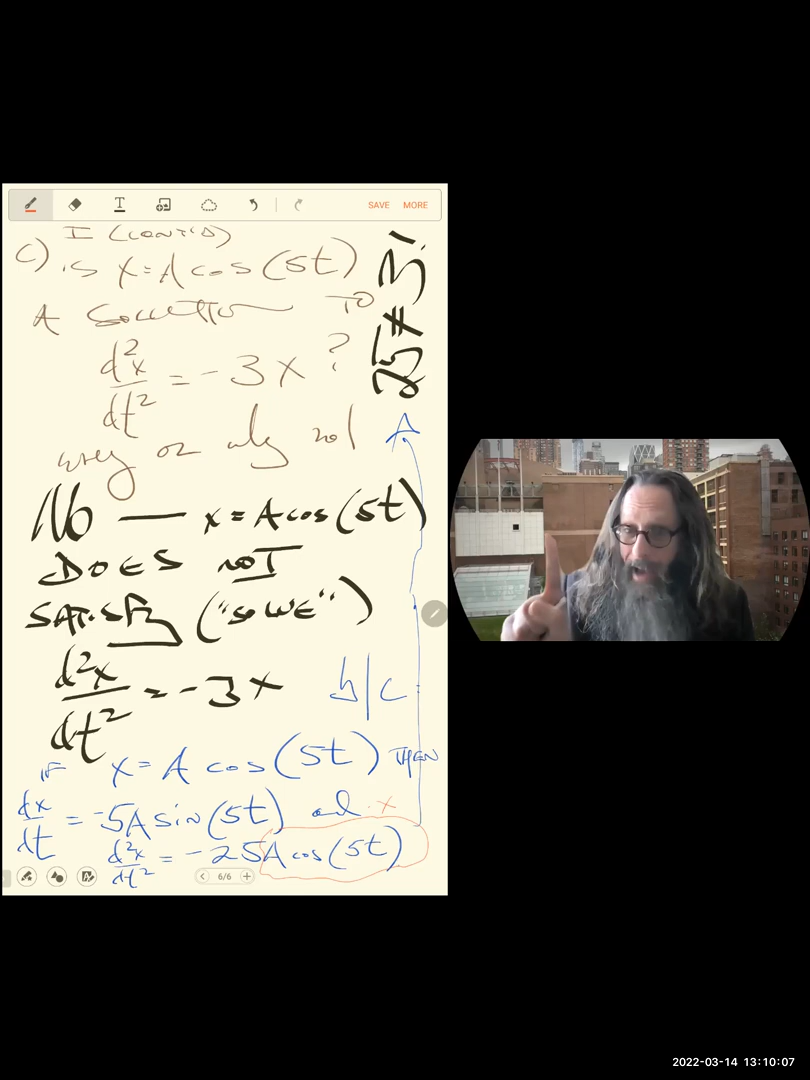 SAVE MORE
I (CONT'D)
c) is x = A cos(5t)
A SOLUTION TO
d²x/dt² = -3x ?
why or why not
25 ≠ 3!
NO — x = A cos(5t)
DOES NOT
SATISFY ("SOLVE")
d²x/dt² = -3x b/c
IF x = A cos(5t) THEN
dx/dt = -5A sin(5t) and x
d²x/dt² = -25A cos(5t)
6/6
2022-03-14 13:10:07